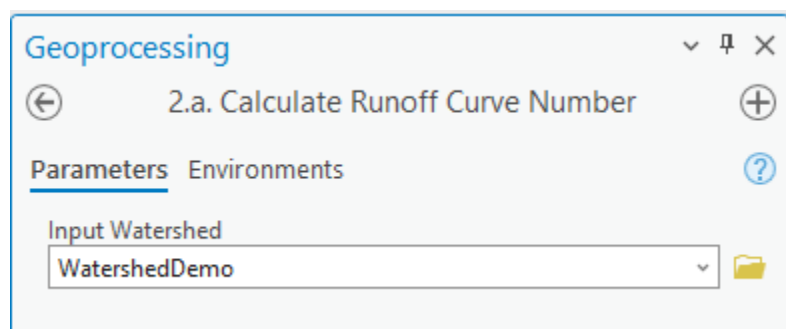 Geoprocessing
2.a. Calculate Runoff Curve Number
Parameters Environments
Input Watershed
WatershedDemo